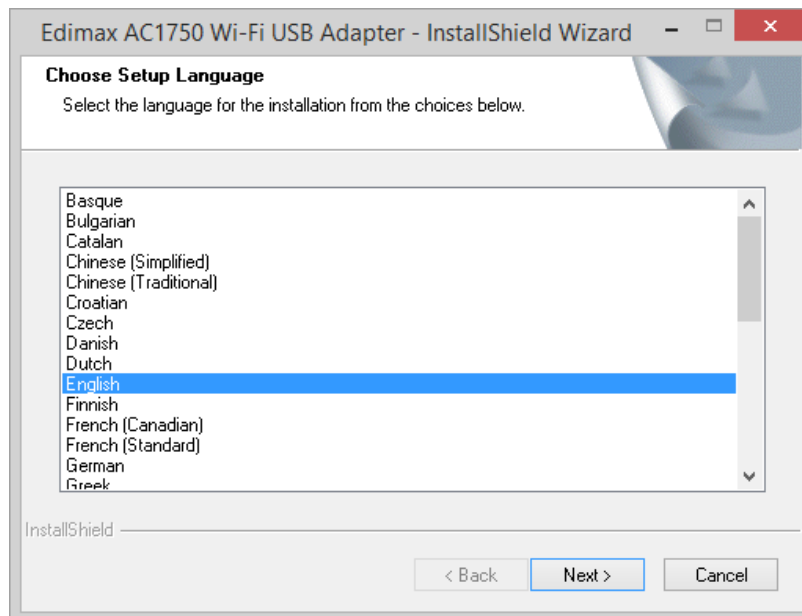 Edimax AC1750 Wi-Fi USB Adapter - InstallShield Wizard
Choose Setup Language
Select the language for the installation from the choices below.
Basque
Bulgarian
Catalan
Chinese (Simplified)
Chinese (Traditional)
Croatian
Czech
Danish
Dutch
English
Finnish
French (Canadian)
French (Standard)
German
Greek
InstallShield
< Back Next > Cancel